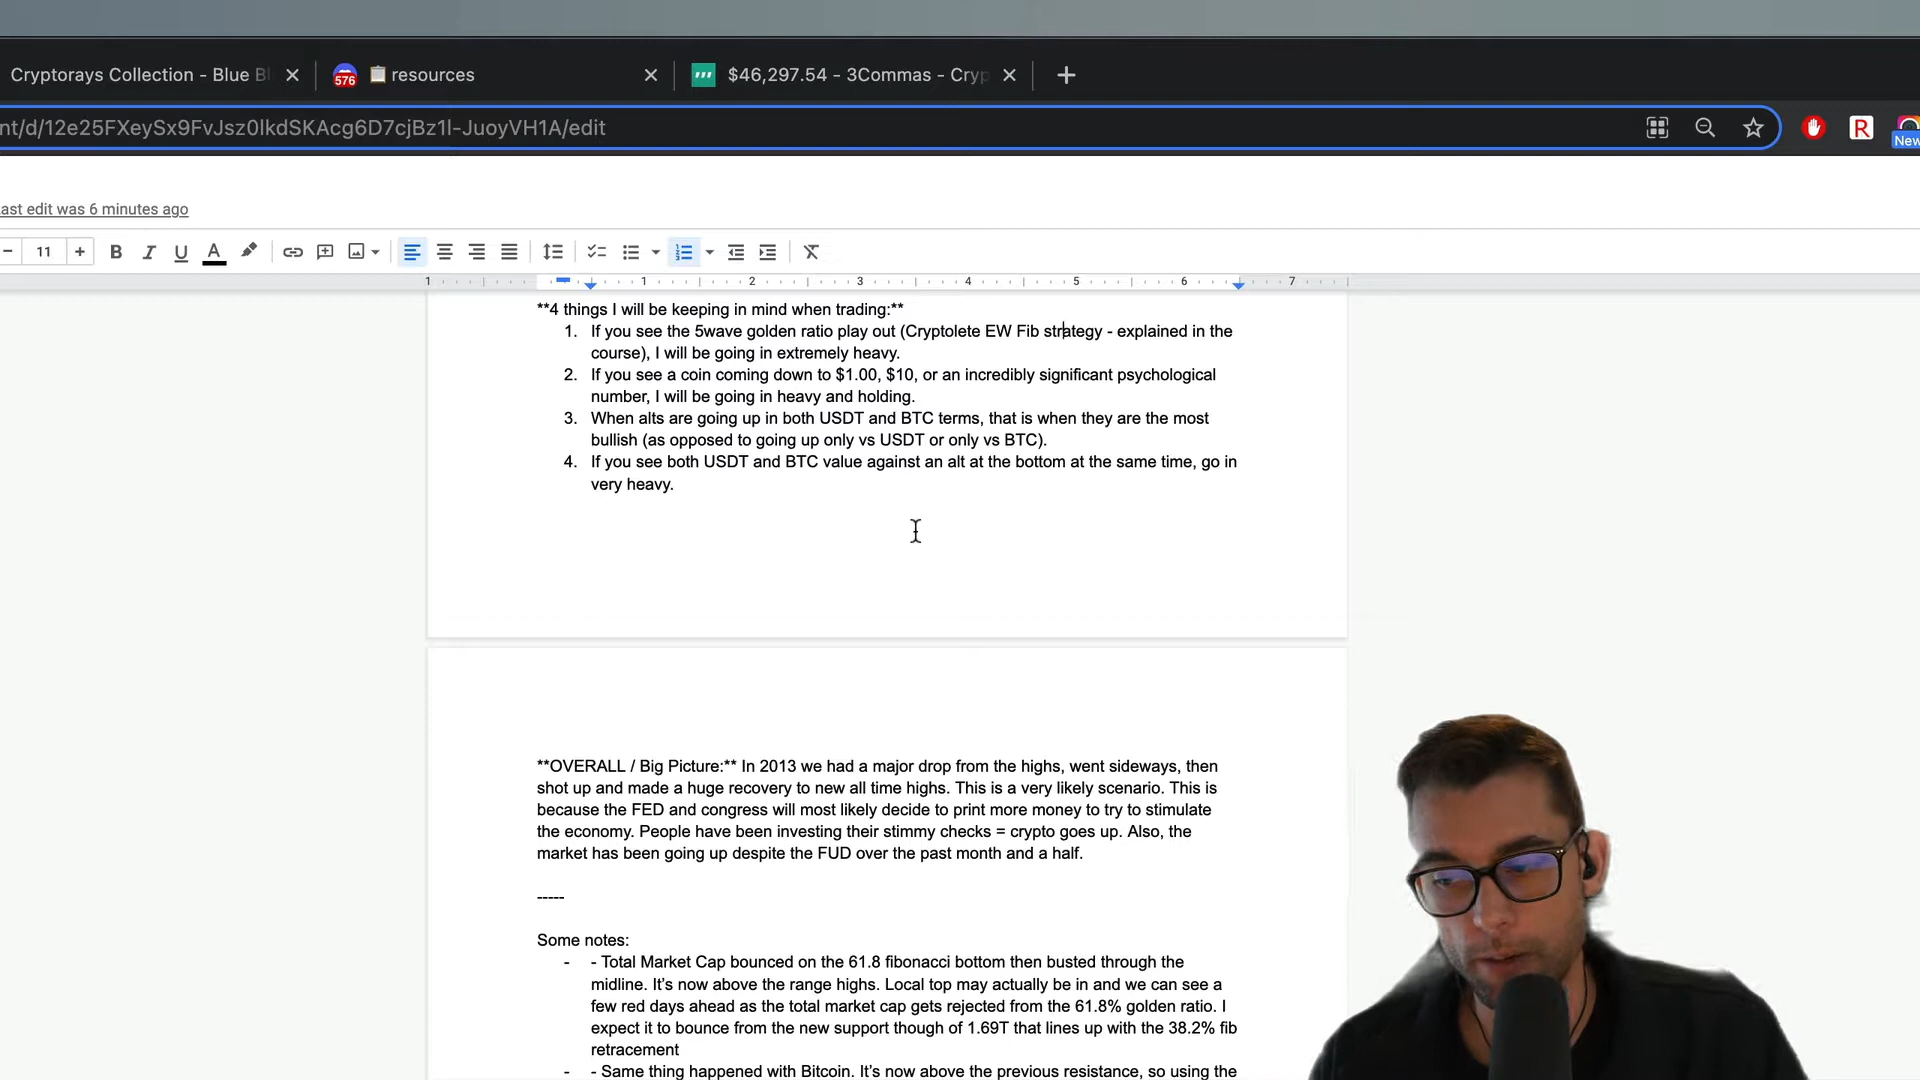 Cryptorays Collection - Blue Bl
576
resources
$46,297.54 - 3Commas - Cryp
nt/d/12e25FXeySx9FvJsz0IkdSKAcg6D7cjBz1l-JuoyVH1A/edit
R
New
Last edit was 6 minutes ago
11
B I U A
1 1 2 3 4 5 6 7
**4 things I will be keeping in mind when trading:**
1. If you see the 5wave golden ratio play out (Cryptolete EW Fib strategy - explained in the
course), I will be going in extremely heavy.
2. If you see a coin coming down to $1.00, $10, or an incredibly significant psychological
number, I will be going in heavy and holding.
3. When alts are going up in both USDT and BTC terms, that is when they are the most
bullish (as opposed to going up only vs USDT or only vs BTC).
4. If you see both USDT and BTC value against an alt at the bottom at the same time, go in
very heavy.
**OVERALL / Big Picture:** In 2013 we had a major drop from the highs, went sideways, then
shot up and made a huge recovery to new all time highs. This is a very likely scenario. This is
because the FED and congress will most likely decide to print more money to try to stimulate
the economy. People have been investing their stimmy checks = crypto goes up. Also, the
market has been going up despite the FUD over the past month and a half.
-----
Some notes:
- - Total Market Cap bounced on the 61.8 fibonacci bottom then busted through the
midline. It's now above the range highs. Local top may actually be in and we can see a
few red days ahead as the total market cap gets rejected from the 61.8% golden ratio. I
expect it to bounce from the new support though of 1.69T that lines up with the 38.2% fib
retracement
- - Same thing happened with Bitcoin. It's now above the previous resistance, so using the